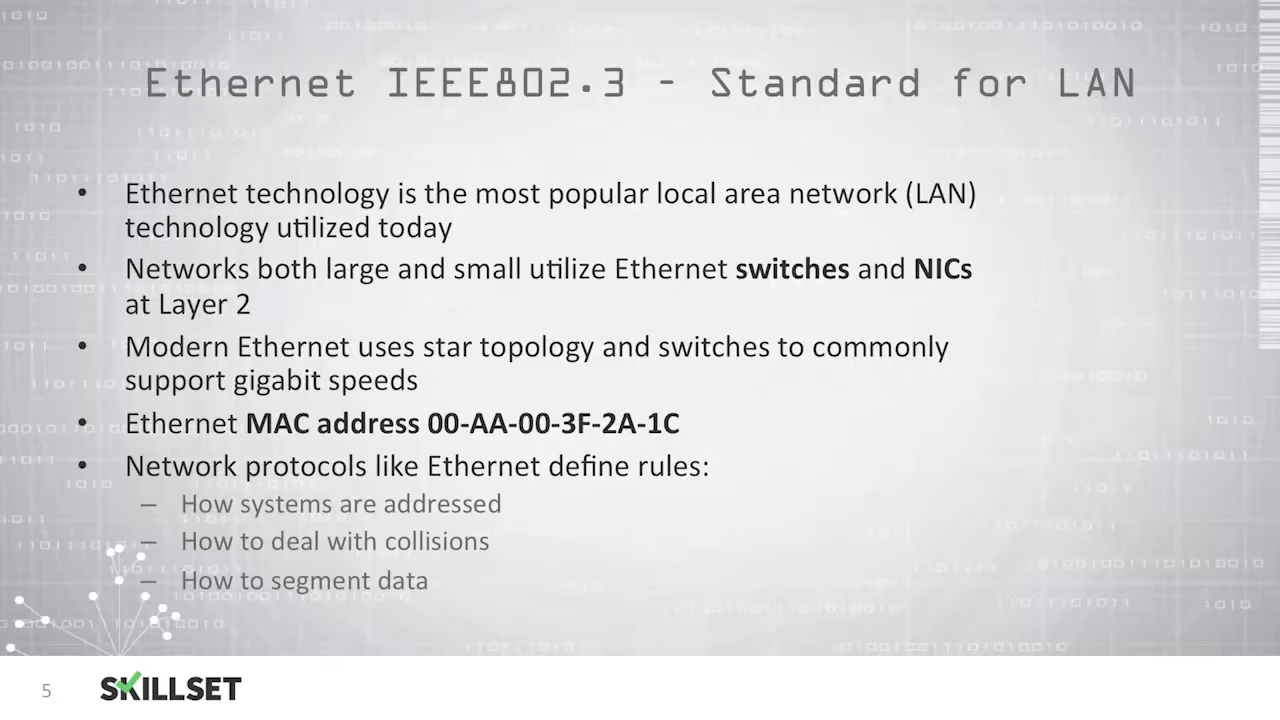 Ethernet IEEE802.3 - Standard for LAN
• Ethernet technology is the most popular local area network (LAN)
technology utilized today
• Networks both large and small utilize Ethernet switches and NICs
at Layer 2
• Modern Ethernet uses star topology and switches to commonly
support gigabit speeds
• Ethernet MAC address 00-AA-00-3F-2A-1C
• Network protocols like Ethernet define rules:
– How systems are addressed
– How to deal with collisions
– How to segment data
5
SKILLSET